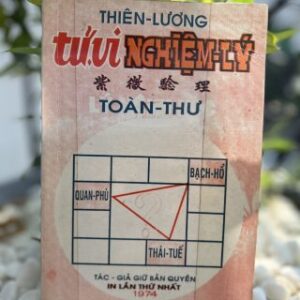 THIÊN-LƯƠNG
TỬ.VI NGHIỆM-LÝ
紫微驗理
TOÀN-THƯ
BẠCH-HỔ
QUAN-PHÙ
THÁI-TUẾ
TÁC-GIẢ GIỮ BẢN QUYỀN
IN LẦN THỨ NHẤT
1974